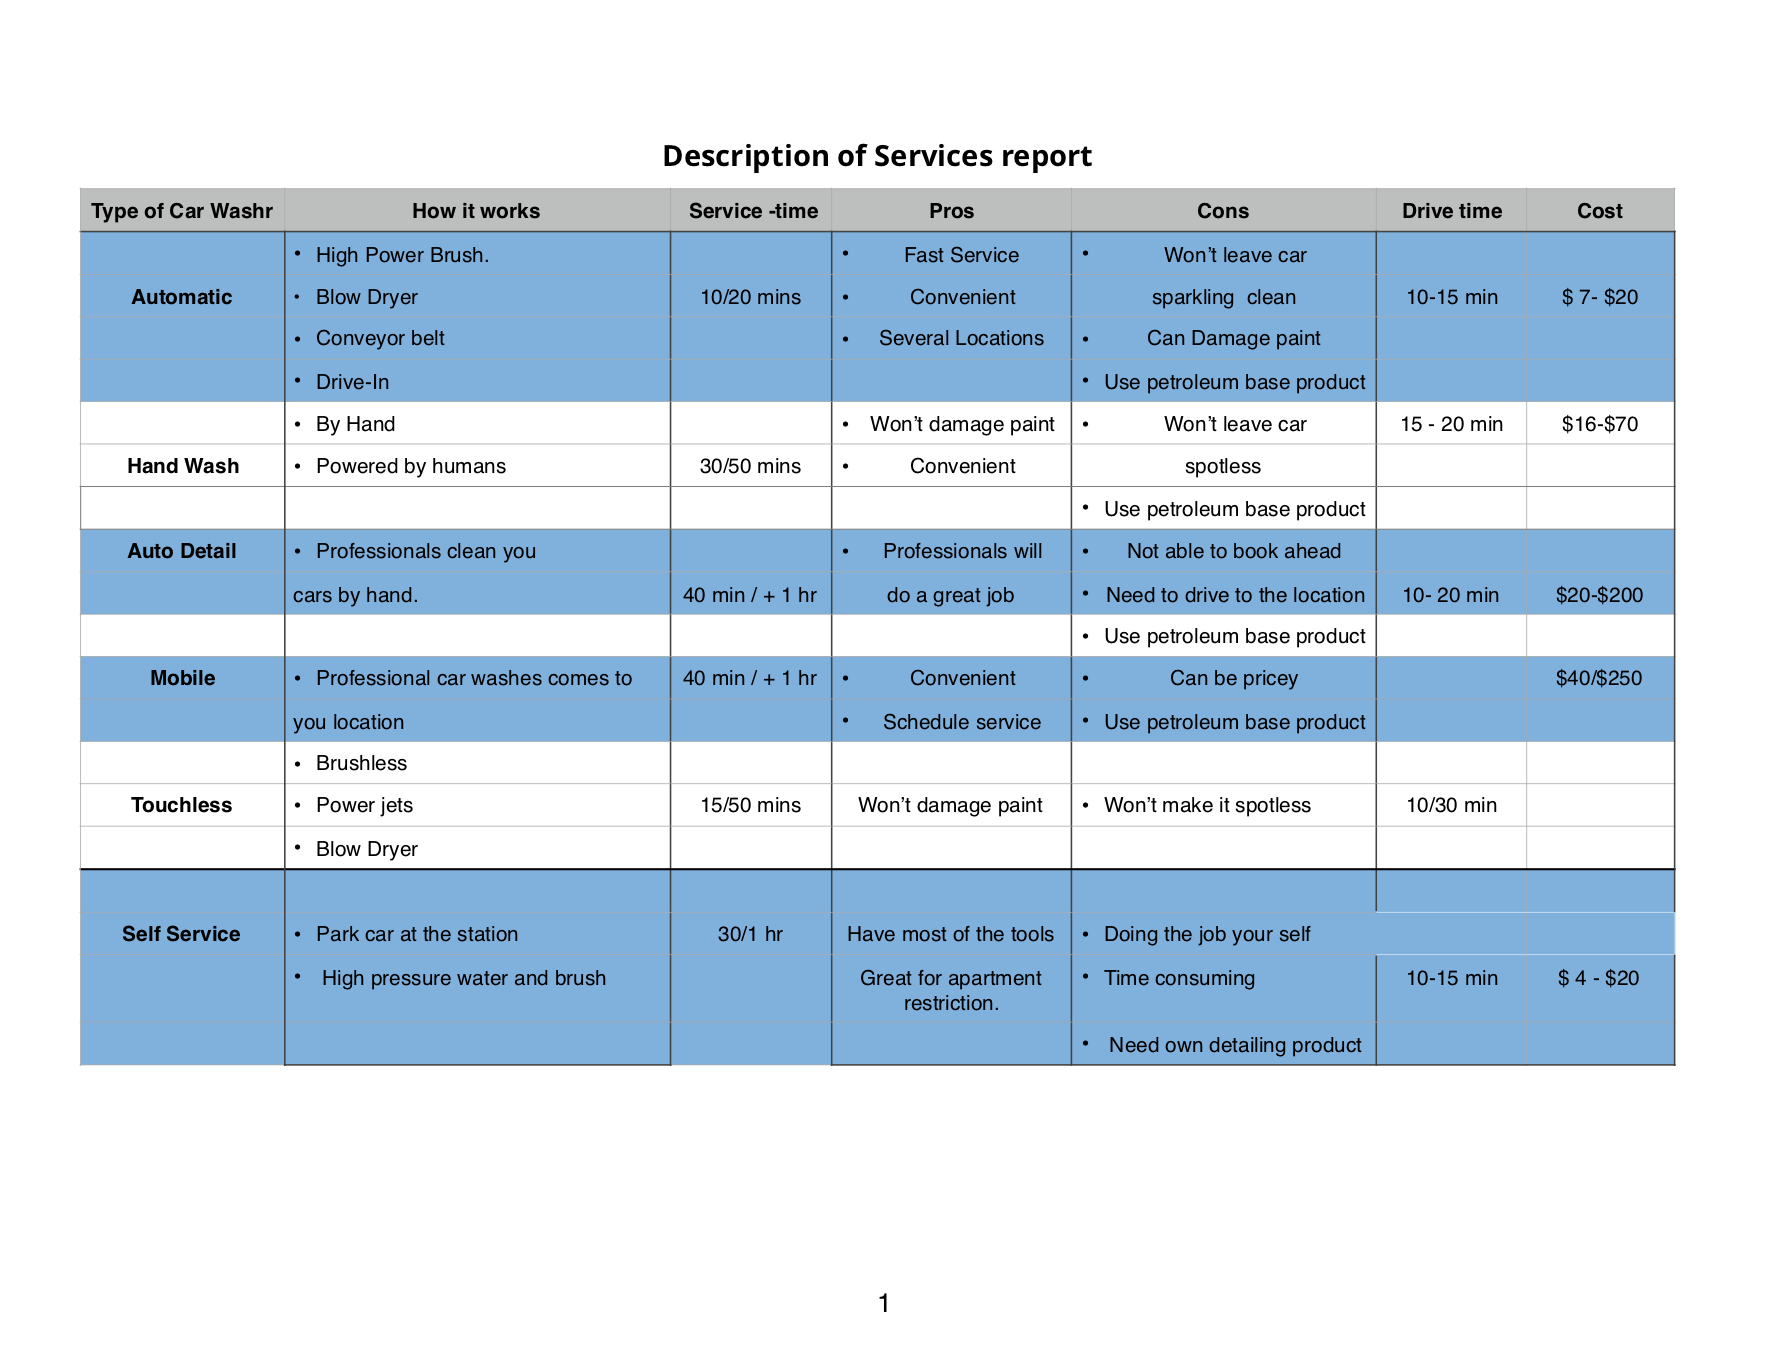 Description of Services report
Type of Car Washr How it works Service -time Pros Cons Drive time Cost
• High Power Brush. • Fast Service • Won’t leave car
Automatic • Blow Dryer 10/20 mins • Convenient sparkling clean 10-15 min $ 7- $20
• Conveyor belt • Several Locations • Can Damage paint
• Drive-In • Use petroleum base product
• By Hand • Won’t damage paint • Won’t leave car 15 - 20 min $16-$70
Hand Wash • Powered by humans 30/50 mins • Convenient spotless
• Use petroleum base product
Auto Detail • Professionals clean you • Professionals will • Not able to book ahead
cars by hand. 40 min / + 1 hr do a great job • Need to drive to the location 10- 20 min $20-$200
• Use petroleum base product
Mobile • Professional car washes comes to 40 min / + 1 hr • Convenient • Can be pricey $40/$250
you location • Schedule service • Use petroleum base product
• Brushless
Touchless • Power jets 15/50 mins Won’t damage paint • Won’t make it spotless 10/30 min
• Blow Dryer
Self Service • Park car at the station 30/1 hr Have most of the tools • Doing the job your self
• High pressure water and brush Great for apartment • Time consuming 10-15 min $ 4 - $20
restriction.
• Need own detailing product
1